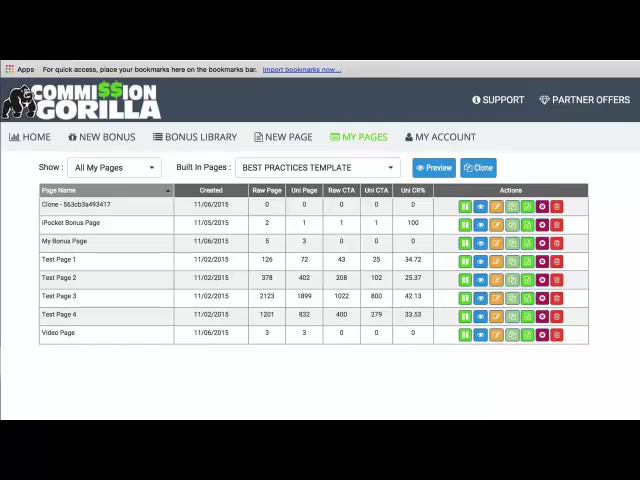 Apps For quick access, place your bookmarks here on the bookmarks bar. Import bookmarks now...
COMMI$$ION
GORILLA
SUPPORT PARTNER OFFERS
HOME NEW BONUS BONUS LIBRARY NEW PAGE MY PAGES MY ACCOUNT
Show : All My Pages Built In Pages : BEST PRACTICES TEMPLATE Preview Clone
Page Name Created Raw Page Uni Page Raw CTA Uni CTA Uni CR% Actions
Clone - 563cb3a493417 11/06/2015 0 0 0 0 0
iPocket Bonus Page 11/05/2015 2 1 1 1 100
My Bonus Page 11/06/2015 5 3 0 0 0
Test Page 1 11/02/2015 126 72 43 25 34.72
Test Page 2 11/02/2015 378 402 208 102 25.37
Test Page 3 11/02/2015 2123 1899 1022 800 42.13
Test Page 4 11/02/2015 1201 832 400 279 33.53
Video Page 11/06/2015 3 3 0 0 0